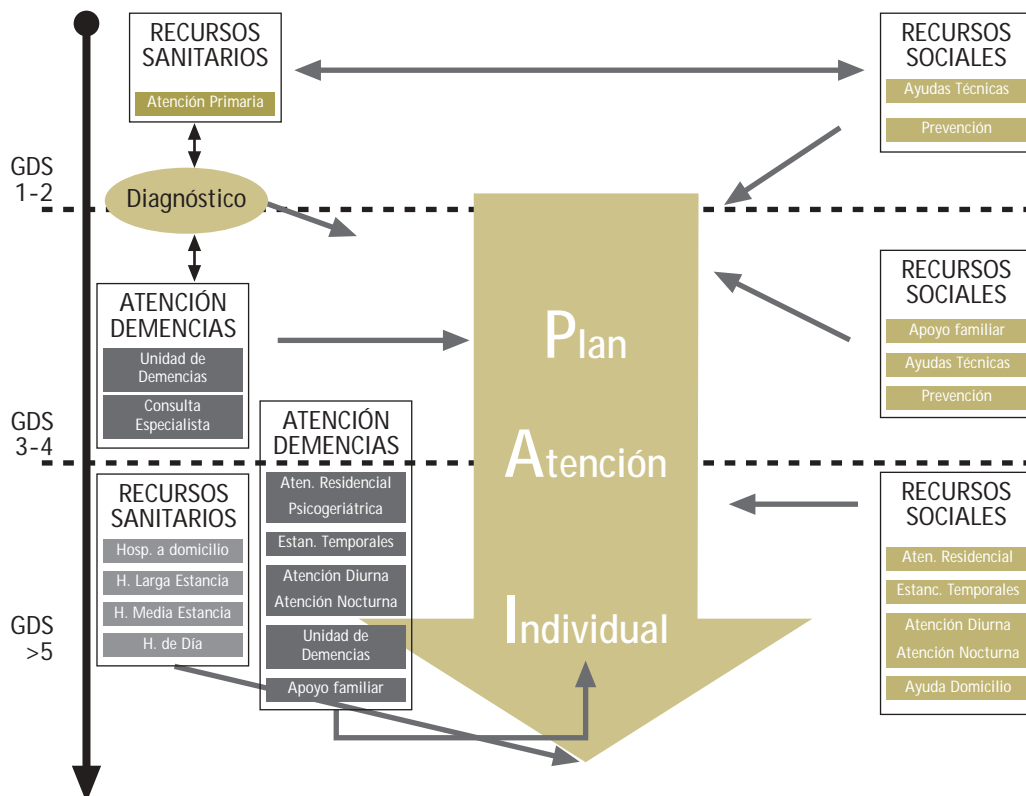 RECURSOS
SANITARIOS
Atención Primaria
RECURSOS
SOCIALES
Ayudas Técnicas
Prevención
GDS
1-2
Diagnóstico
ATENCIÓN
DEMENCIAS
Unidad de
Demencias
Consulta
Especialista
RECURSOS
SOCIALES
Apoyo familiar
Ayudas Técnicas
Prevención
Plan
Atención
Individual
GDS
3-4
ATENCIÓN
DEMENCIAS
Aten. Residencial
Psicogeriátrica
Estan. Temporales
Atención Diurna
Atención Nocturna
Unidad de
Demencias
Apoyo familiar
RECURSOS
SANITARIOS
Hosp. a domicilio
H. Larga Estancia
H. Media Estancia
H. de Día
RECURSOS
SOCIALES
Aten. Residencial
Estanc. Temporales
Atención Diurna
Atención Nocturna
Ayuda Domicilio
GDS
>5